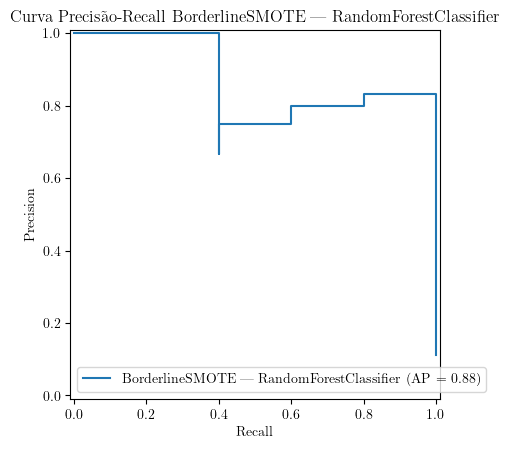 Curva Precisão-Recall BorderlineSMOTE — RandomForestClassifier
1.0
0.8
0.6
0.4
0.2
0.0
Precision
BorderlineSMOTE — RandomForestClassifier (AP = 0.88)
0.0 0.2 0.4 0.6 0.8 1.0
Recall